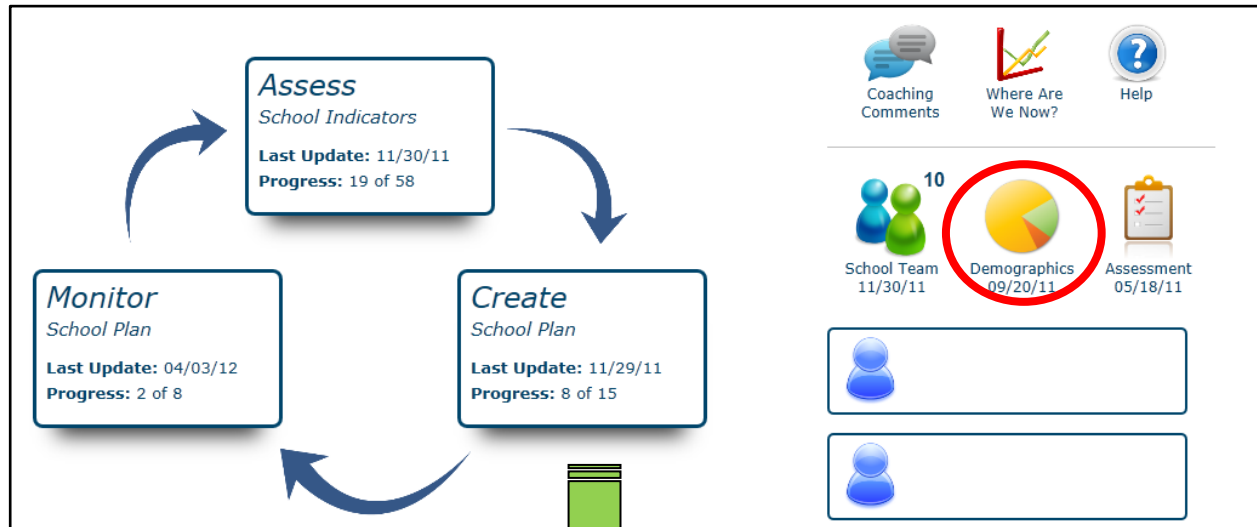 Assess
School Indicators
Last Update: 11/30/11
Progress: 19 of 58
Monitor
School Plan
Last Update: 04/03/12
Progress: 2 of 8
Create
School Plan
Last Update: 11/29/11
Progress: 8 of 15
Coaching
Comments
Where Are
We Now?
Help
10
School Team
11/30/11
Demographics
09/20/11
Assessment
05/18/11